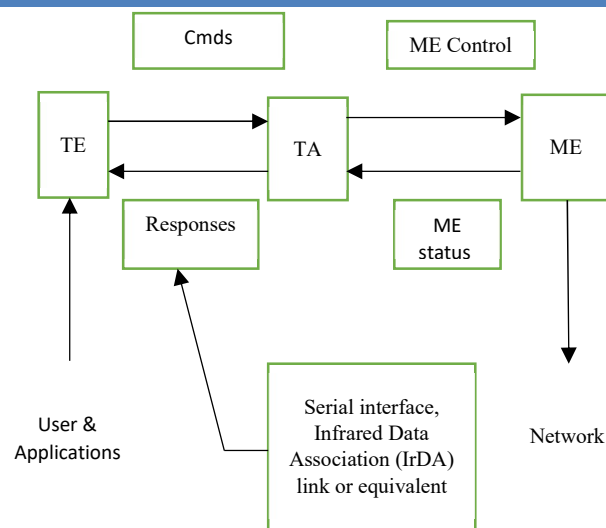 Cmds
ME Control
TE
TA
ME
Responses
ME
status
User &
Applications
Serial interface,
Infrared Data
Association (IrDA)
link or equivalent
Network